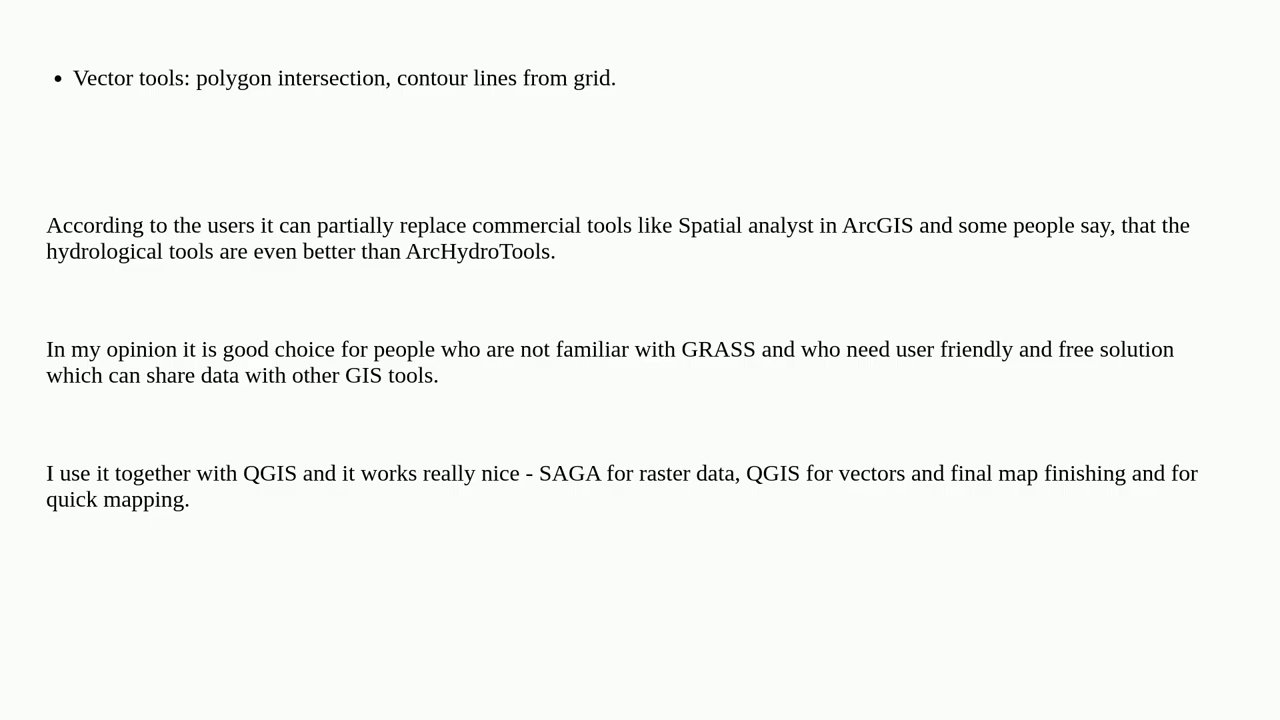 • Vector tools: polygon intersection, contour lines from grid.
According to the users it can partially replace commercial tools like Spatial analyst in ArcGIS and some people say, that the
hydrological tools are even better than ArcHydroTools.
In my opinion it is good choice for people who are not familiar with GRASS and who need user friendly and free solution
which can share data with other GIS tools.
I use it together with QGIS and it works really nice - SAGA for raster data, QGIS for vectors and final map finishing and for
quick mapping.